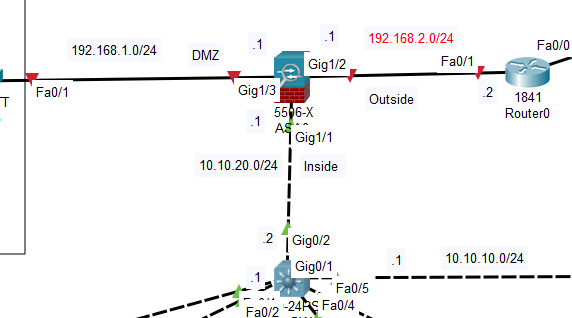 192.168.1.0/24
DMZ
.1
.1
192.168.2.0/24
Fa0/0
Fa0/1
Gig1/2
Fa0/1
Gig1/3
Outside
.2
1841
Router0
5506-X
.1
Gig1/1
10.10.20.0/24
Inside
.2
Gig0/2
.1
10.10.10.0/24
Gig0/1
.1
Fa0/5
Fa0/4
Fa0/2